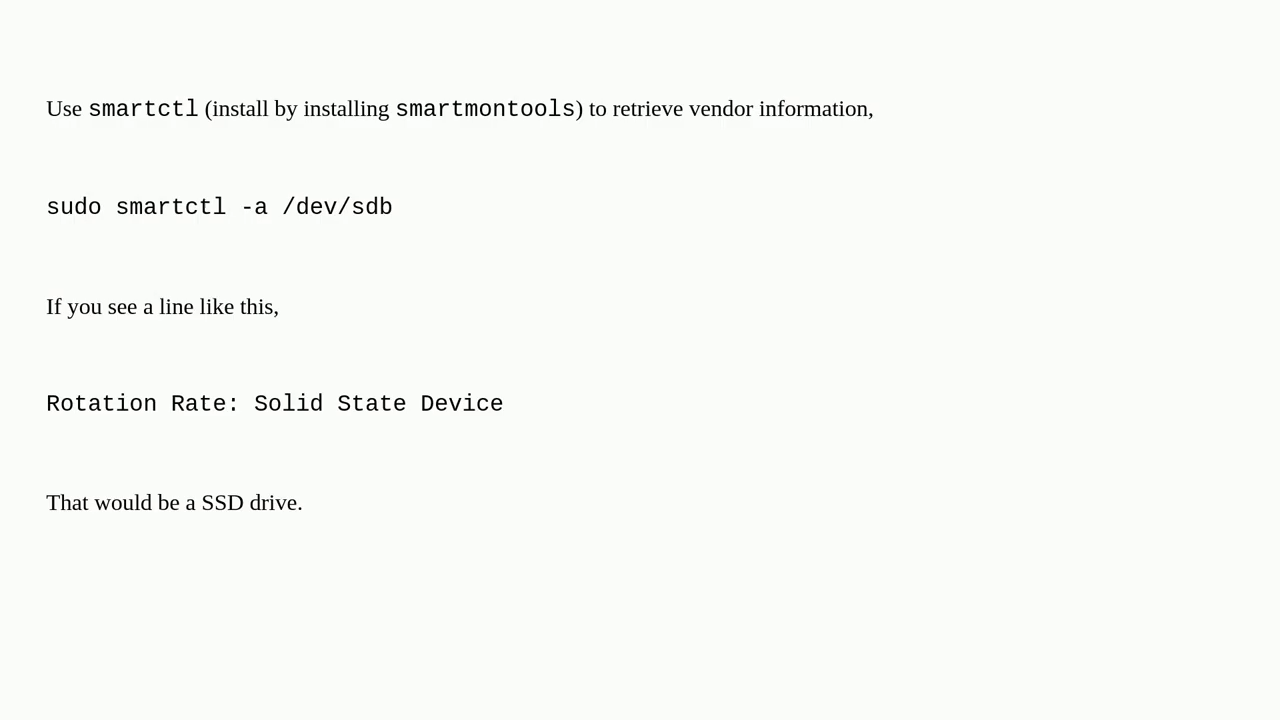 Use smartctl (install by installing smartmontools) to retrieve vendor information,
sudo smartctl -a /dev/sdb
If you see a line like this,
Rotation Rate: Solid State Device
That would be a SSD drive.